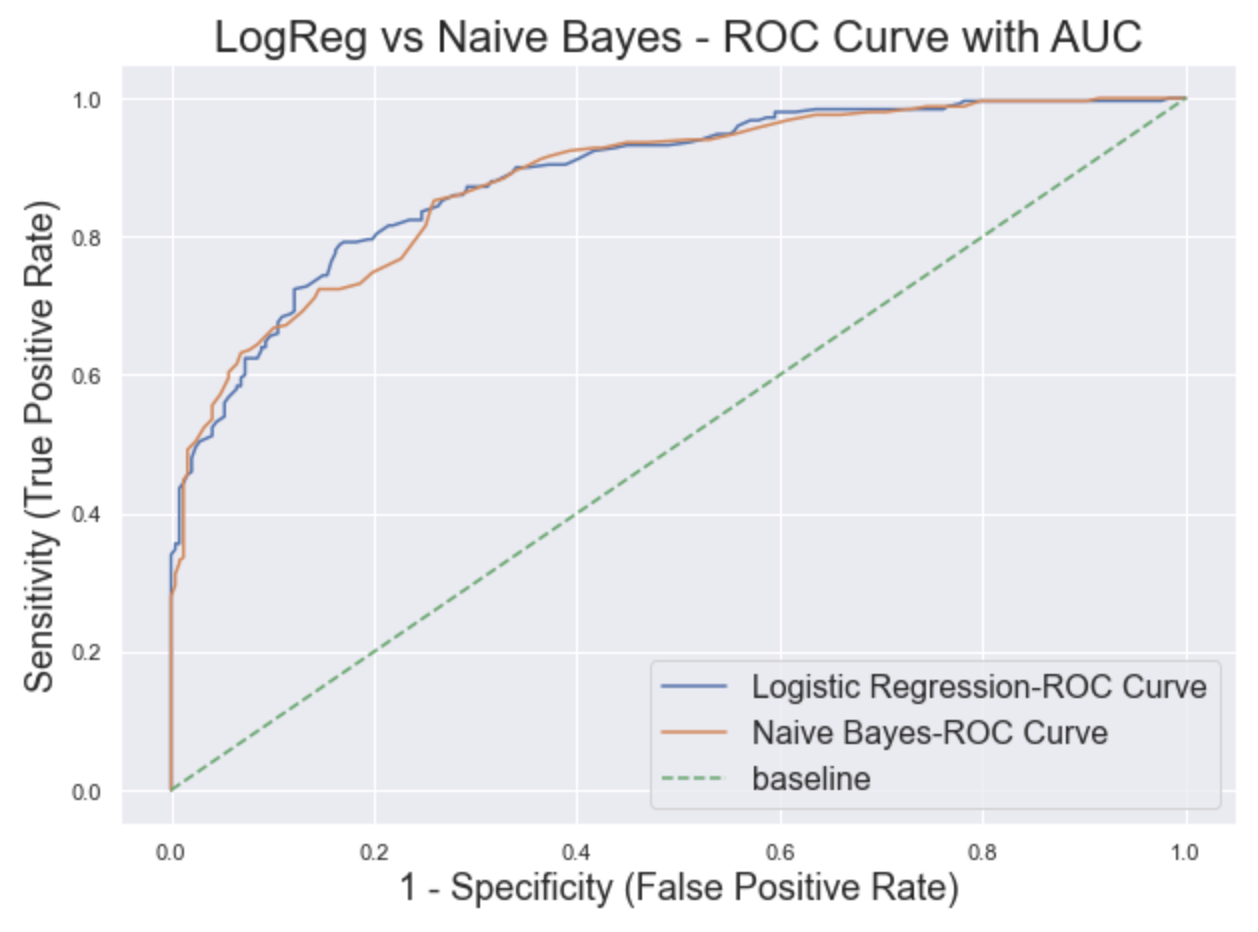 LogReg vs Naive Bayes - ROC Curve with AUC
Sensitivity (True Positive Rate)
1.0
0.8
0.6
0.4
0.2
0.0
Logistic Regression-ROC Curve
Naive Bayes-ROC Curve
baseline
0.0 0.2 0.4 0.6 0.8 1.0
1 - Specificity (False Positive Rate)